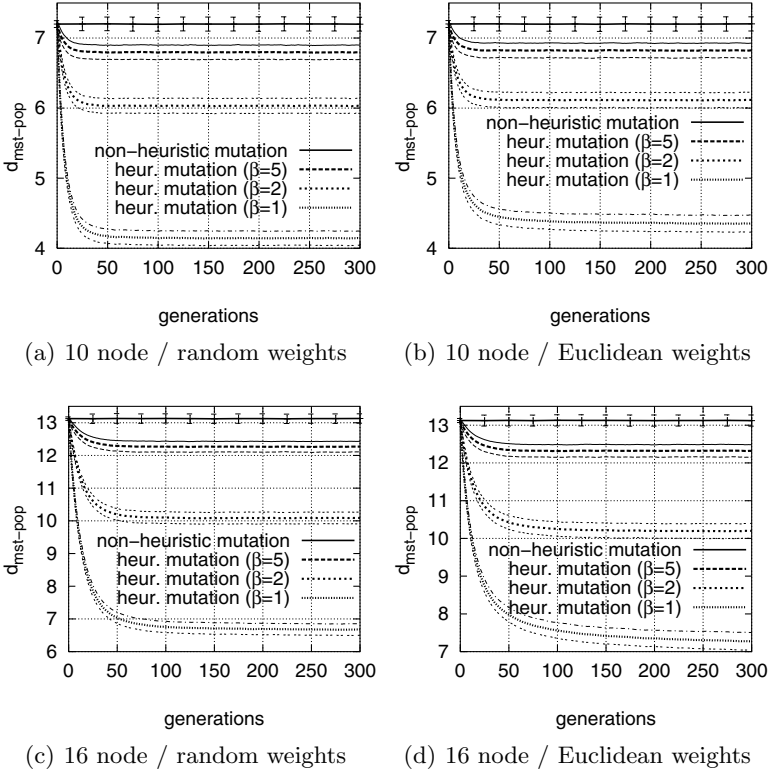 7
6
5
4
d_mst−pop
non−heuristic mutation
heur. mutation (β=5)
heur. mutation (β=2)
heur. mutation (β=1)
0 50 100 150 200 250 300
generations
(a) 10 node / random weights
7
6
5
4
d_mst−pop
non−heuristic mutation
heur. mutation (β=5)
heur. mutation (β=2)
heur. mutation (β=1)
0 50 100 150 200 250 300
generations
(b) 10 node / Euclidean weights
13
12
11
10
9
8
7
6
d_mst−pop
non−heuristic mutation
heur. mutation (β=5)
heur. mutation (β=2)
heur. mutation (β=1)
0 50 100 150 200 250 300
generations
(c) 16 node / random weights
13
12
11
10
9
8
7
d_mst−pop
non−heuristic mutation
heur. mutation (β=5)
heur. mutation (β=2)
heur. mutation (β=1)
0 50 100 150 200 250 300
generations
(d) 16 node / Euclidean weights